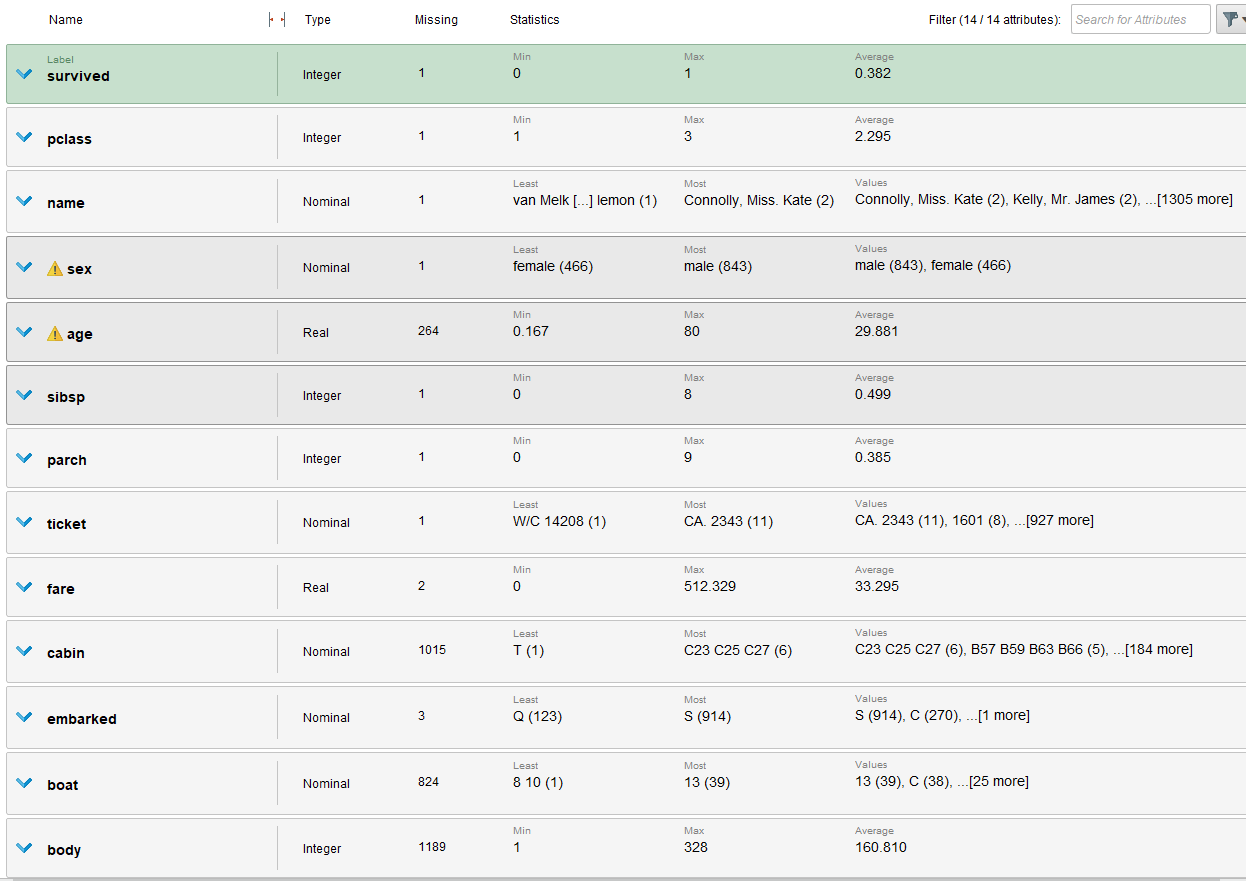 Name Type Missing Statistics Filter (14 / 14 attributes): Search for Attributes
Label Min Max Average
survived Integer 1 0 1 0.382
Min Max Average
pclass Integer 1 1 3 2.295
Least Most Values
name Nominal 1 van Melk [...] lemon (1) Connolly, Miss. Kate (2) Connolly, Miss. Kate (2), Kelly, Mr. James (2), ...[1305 more]
Least Most Values
sex Nominal 1 female (466) male (843) male (843), female (466)
Min Max Average
age Real 264 0.167 80 29.881
Min Max Average
sibsp Integer 1 0 8 0.499
Min Max Average
parch Integer 1 0 9 0.385
Least Most Values
ticket Nominal 1 W/C 14208 (1) CA. 2343 (11) CA. 2343 (11), 1601 (8), ...[927 more]
Min Max Average
fare Real 2 0 512.329 33.295
Least Most Values
cabin Nominal 1015 T (1) C23 C25 C27 (6) C23 C25 C27 (6), B57 B59 B63 B66 (5), ...[184 more]
Least Most Values
embarked Nominal 3 Q (123) S (914) S (914), C (270), ...[1 more]
Least Most Values
boat Nominal 824 8 10 (1) 13 (39) 13 (39), C (38), ...[25 more]
Min Max Average
body Integer 1189 1 328 160.810